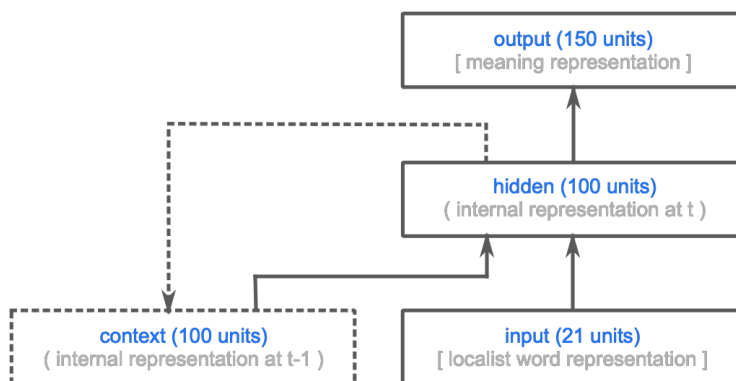 output (150 units)
[ meaning representation ]
hidden (100 units)
( internal representation at t )
context (100 units)
( internal representation at t-1 )
input (21 units)
[ localist word representation ]